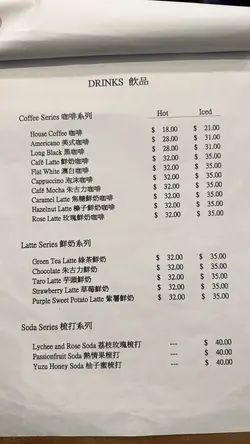 DRINKS 飲品
Coffee Series 咖啡系列 Hot Iced
House Coffee 咖啡 $ 18.00 $ 21.00
Americano 美式咖啡 $ 28.00 $ 31.00
Long Black 黑咖啡 $ 28.00 $ 31.00
Café Latte 鮮奶咖啡 $ 32.00 $ 35.00
Flat White 澳白咖啡 $ 32.00 $ 35.00
Cappuccino 泡沫咖啡 $ 32.00 $ 35.00
Café Mocha 朱古力咖啡 $ 32.00 $ 35.00
Caramel Latte 焦糖鮮奶咖啡 $ 32.00 $ 35.00
Hazelnut Latte 榛子鮮奶咖啡 $ 32.00 $ 35.00
Rose Latte 玫瑰鮮奶咖啡 $ 32.00 $ 35.00
Latte Series 鮮奶系列
Green Tea Latte 綠茶鮮奶 $ 32.00 $ 35.00
Chocolate 朱古力鮮奶 $ 32.00 $ 35.00
Taro Latte 芋頭鮮奶 $ 32.00 $ 35.00
Strawberry Latte 草莓鮮奶 $ 32.00 $ 35.00
Purple Sweet Potato Latte 紫薯鮮奶 $ 32.00 $ 35.00
Soda Series 梳打系列
Lychee and Rose Soda 荔枝玫瑰梳打 --- $ 40.00
Passionfruit Soda 熱情果梳打 --- $ 40.00
Yuzu Honey Soda 柚子蜜梳打 --- $ 40.00